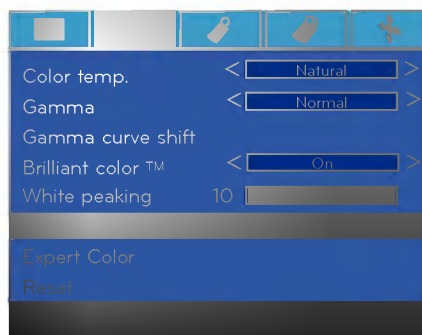 Color temp. < Natural >
Gamma < Normal >
Gamma curve shift
Brilliant color ™ < On >
White peaking 10
Expert Color
Reset